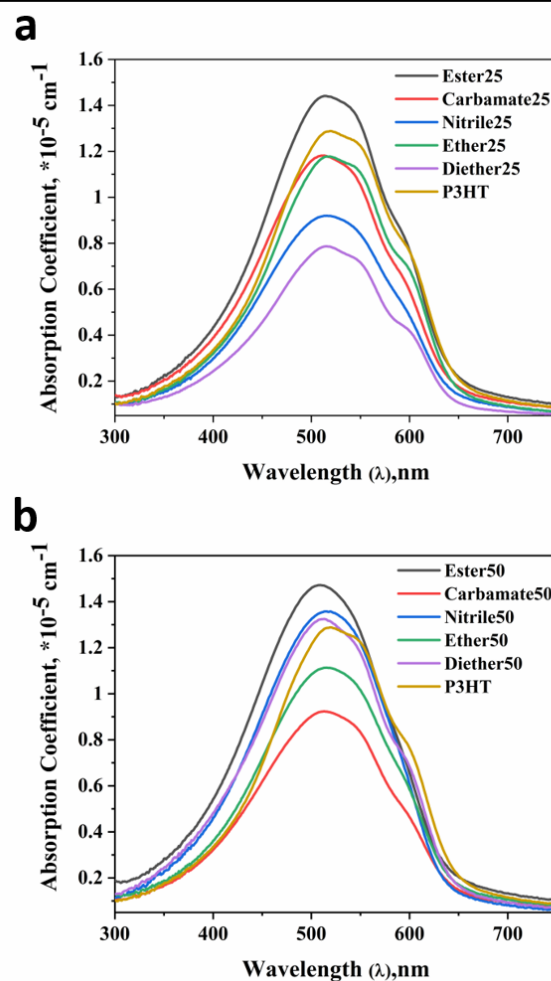 a
1.6
1.4
1.2
1
0.8
0.6
0.4
0.2
300
400
500
600
700
Absorption Coefficient, *10⁻⁵ cm⁻¹
Wavelength (λ),nm
Ester25
Carbamate25
Nitrile25
Ether25
Diether25
P3HT
b
1.6
1.4
1.2
1
0.8
0.6
0.4
0.2
300
400
500
600
700
Absorption Coefficient, *10⁻⁵ cm⁻¹
Wavelength (λ),nm
Ester50
Carbamate50
Nitrile50
Ether50
Diether50
P3HT